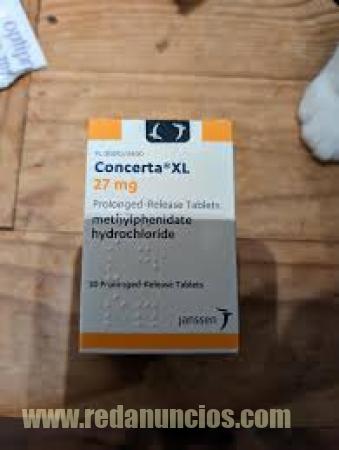 Concerta®XL
27 mg
Prolonged-Release Tablets
methylphenidate
hydrochloride
30 Prolonged-Release Tablets
janssen
www.redanuncios.com